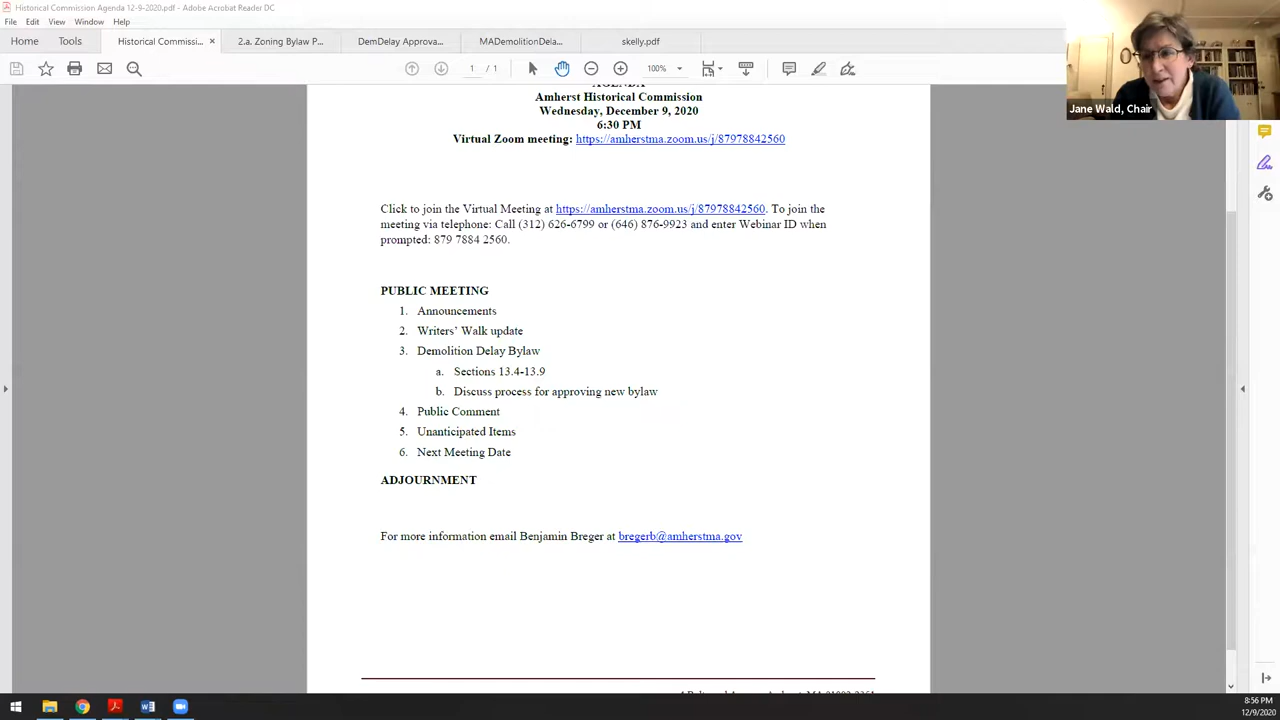 Historical Commission Agenda 12-9-2020.pdf - Adobe Acrobat Reader DC
File Edit View Window Help
Home Tools Historical Commissi... × 2.a. Zoning Bylaw P... DemDelay Approva... MADemolitionDela... skelly.pdf
1 / 1 100%
AGENDA
Amherst Historical Commission
Wednesday, December 9, 2020
6:30 PM
Virtual Zoom meeting: https://amherstma.zoom.us/j/87978842560
Jane Wald, Chair
Click to join the Virtual Meeting at https://amherstma.zoom.us/j/87978842560. To join the
meeting via telephone: Call (312) 626-6799 or (646) 876-9923 and enter Webinar ID when
prompted: 879 7884 2560.
PUBLIC MEETING
1. Announcements
2. Writers' Walk update
3. Demolition Delay Bylaw
a. Sections 13.4-13.9
b. Discuss process for approving new bylaw
4. Public Comment
5. Unanticipated Items
6. Next Meeting Date
ADJOURNMENT
For more information email Benjamin Breger at bregerb@amherstma.gov
8:56 PM
12/9/2020